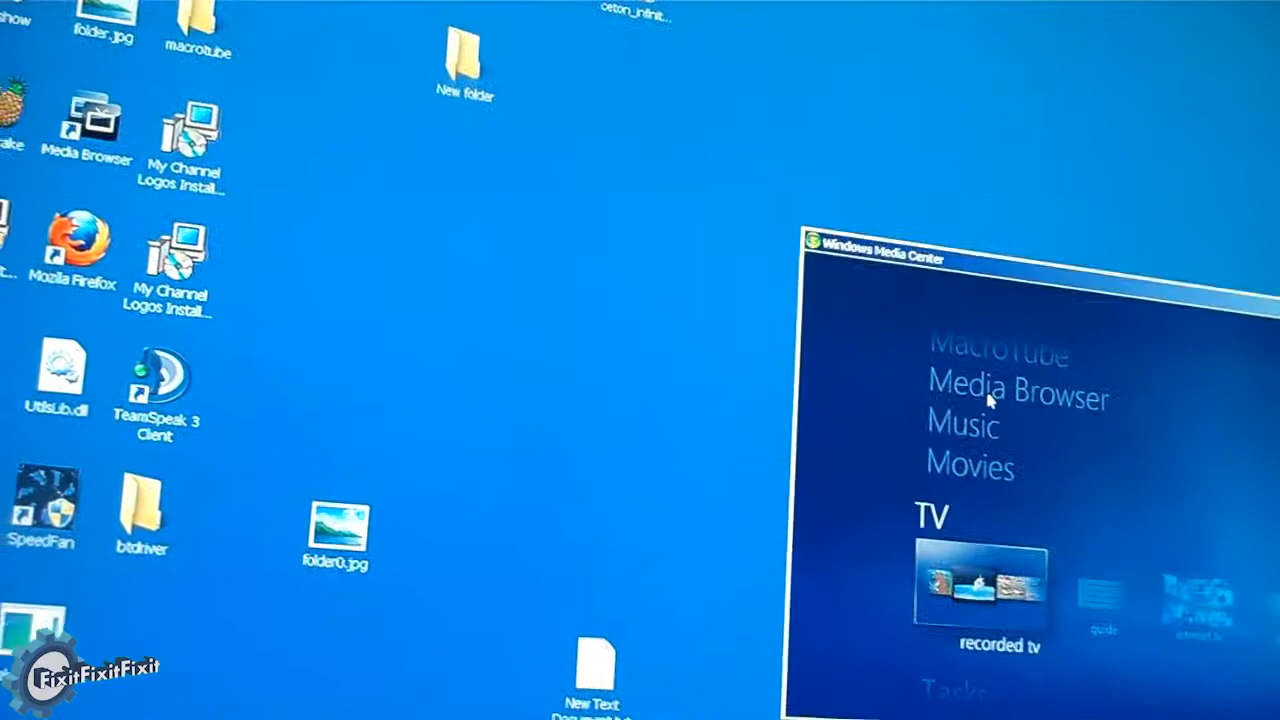 show
folder.jpg
macrotube
ceton_infinit...
New folder
Media Browser
My Channel
Logos Install...
Mozilla Firefox
My Channel
Logos Install...
UtilsLib.dll
TeamSpeak 3
Client
SpeedFan
btdriver
folder0.jpg
New Text
FixitFixitFixit
Windows Media Center
MacroTube
Media Browser
Music
Movies
TV
recorded tv
guide
Tasks